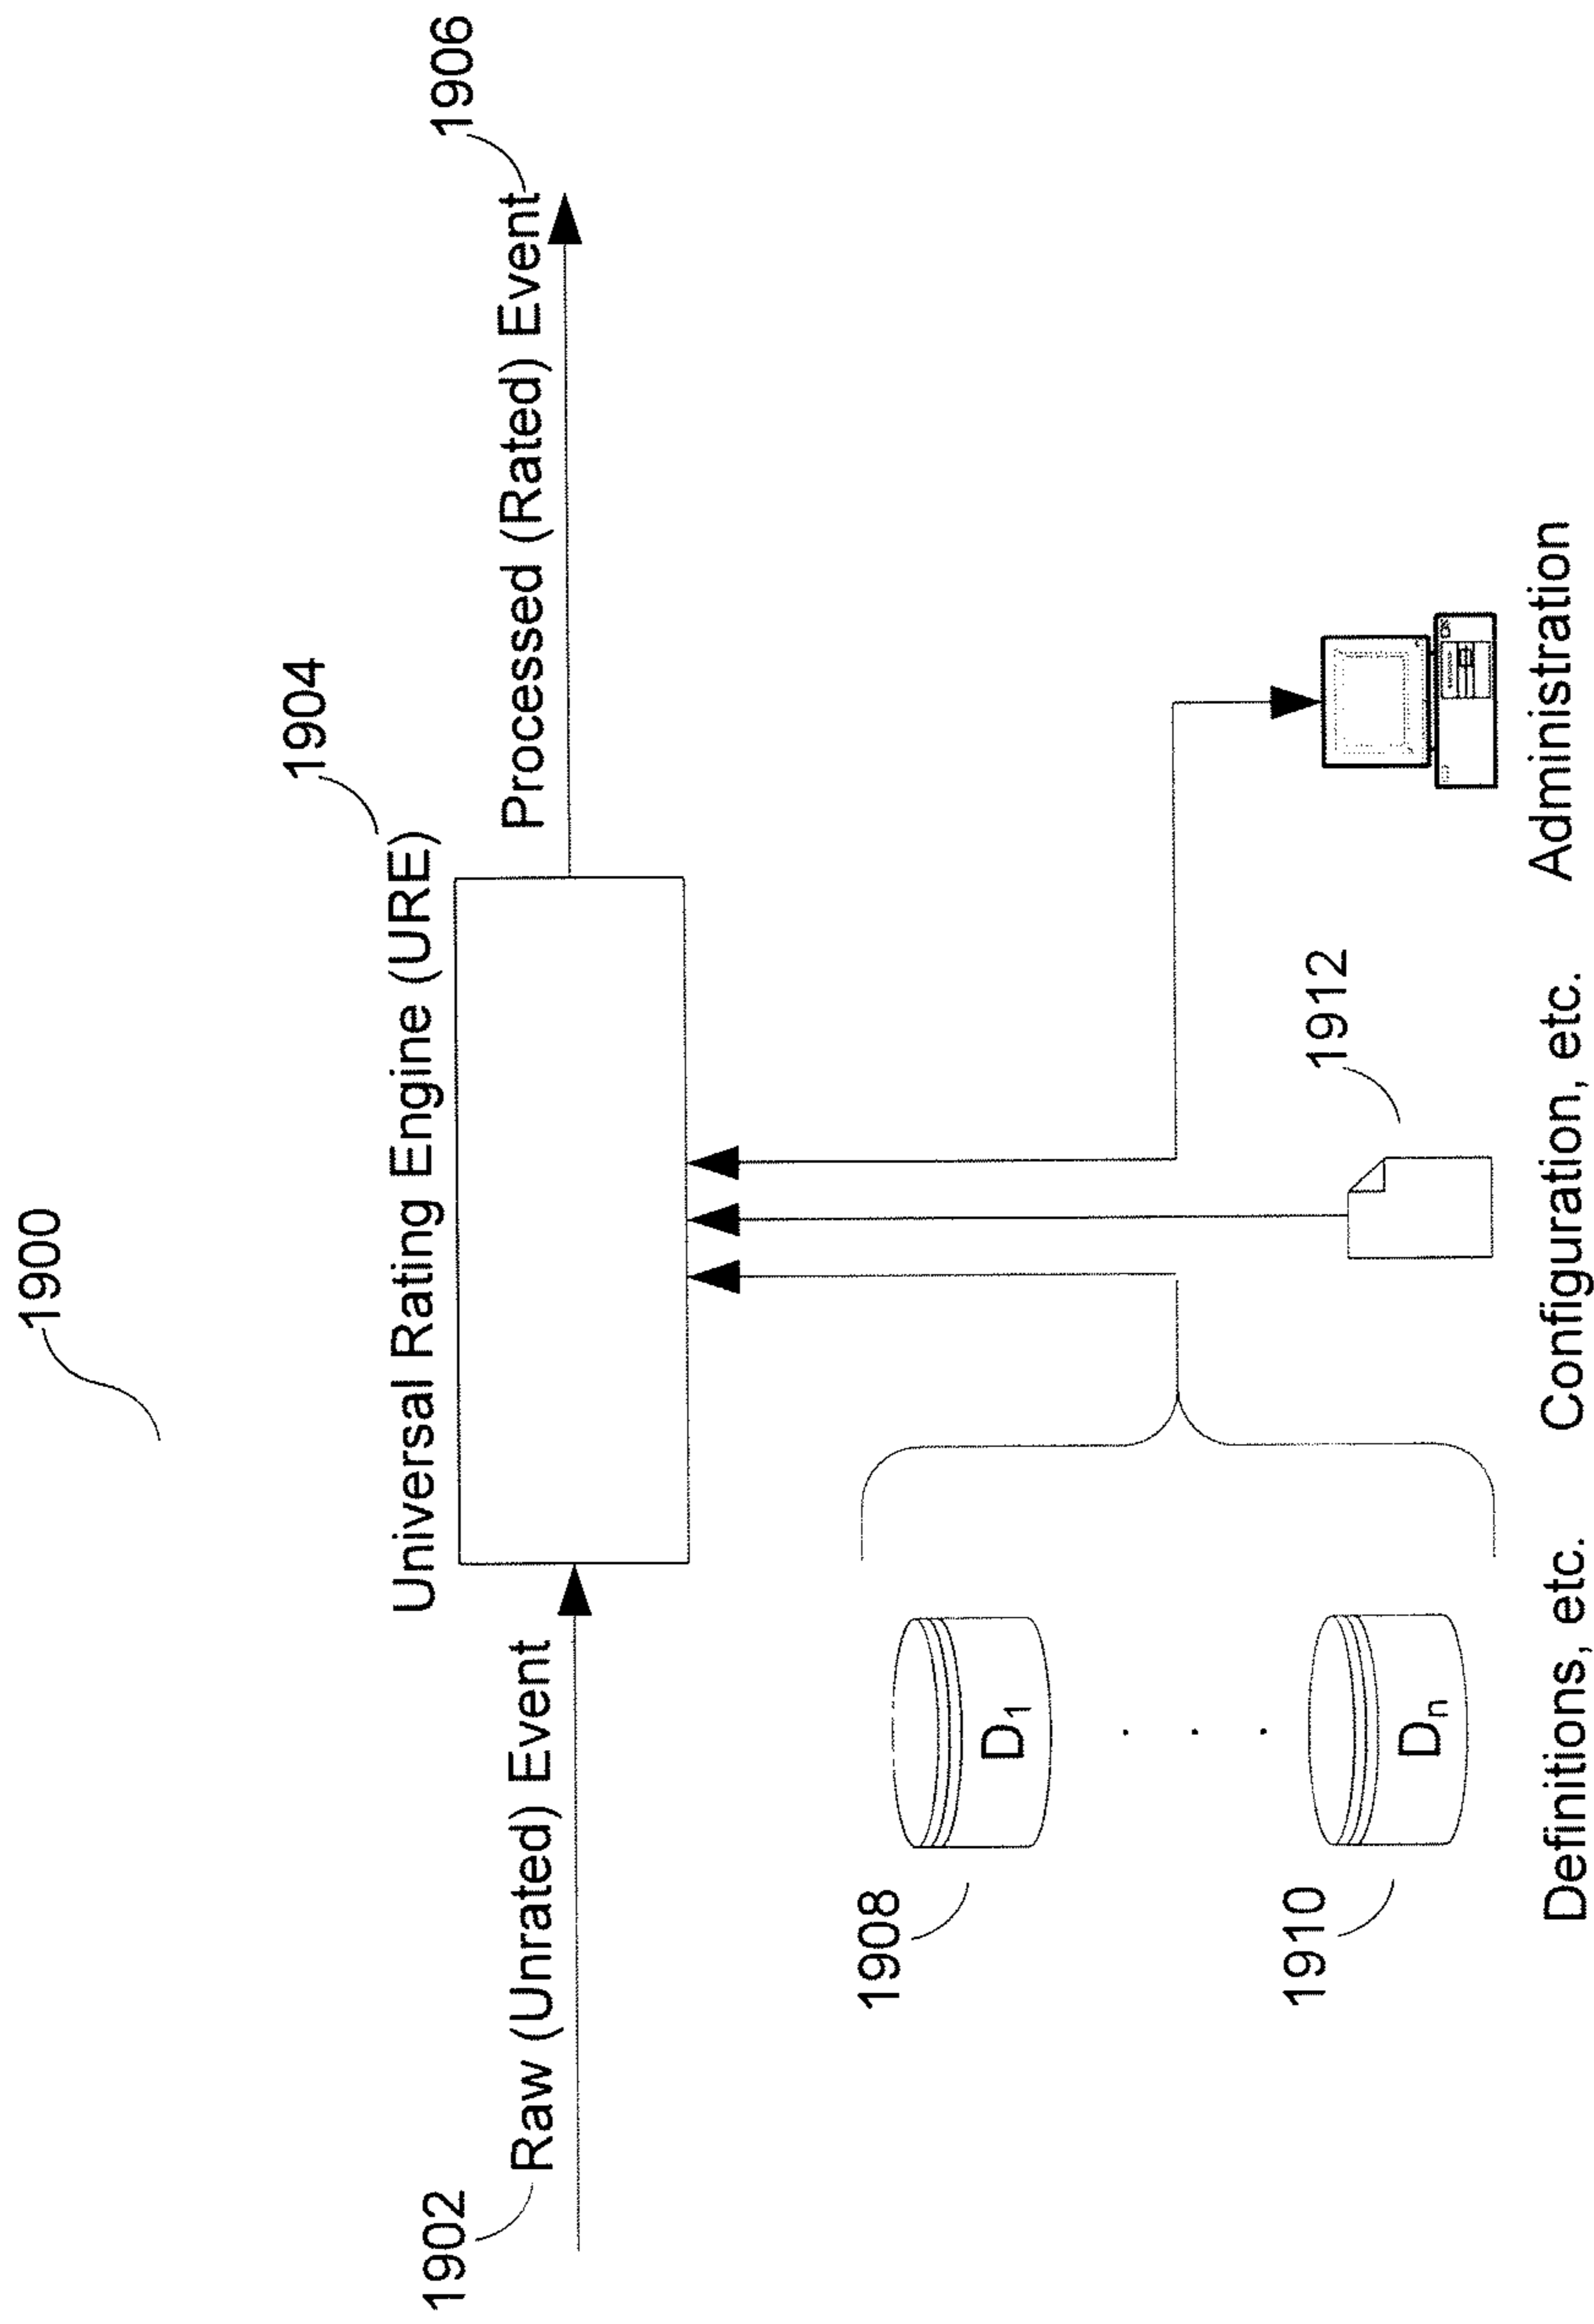 1900
1904
1906
Universal Rating Engine (URE)
1902
Raw (Unrated) Event
Processed (Rated) Event
1908
D1
1910
Dn
1912
Definitions, etc.
Configuration, etc.
Administration